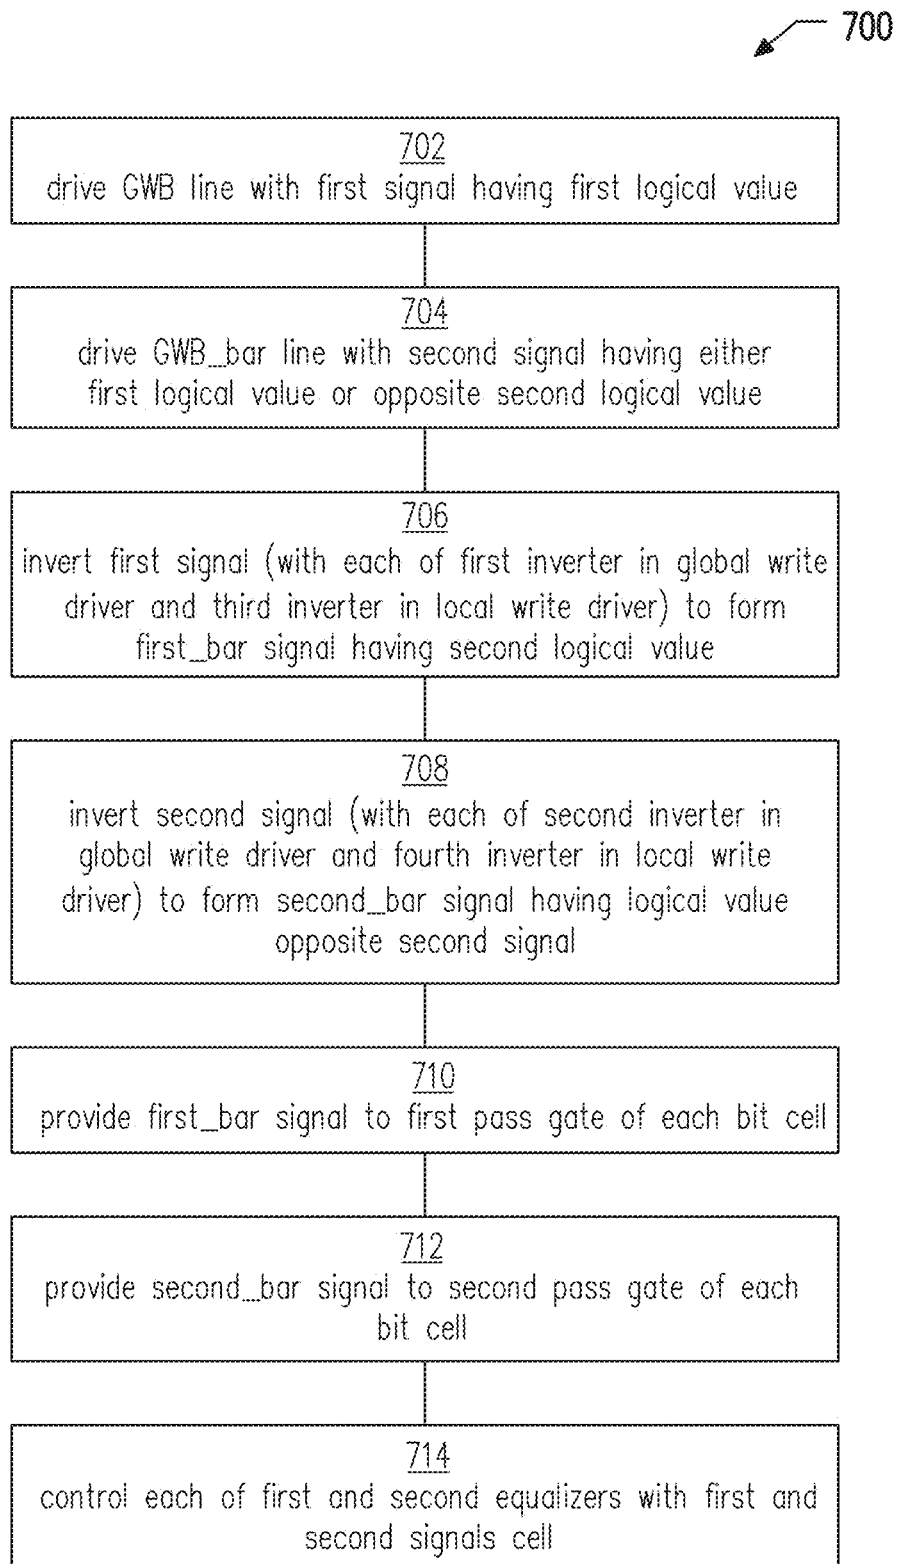 700
702
drive GWB line with first signal having first logical value
704
drive GWB_bar line with second signal having either
first logical value or opposite second logical value
706
invert first signal (with each of first inverter in global write
driver and third inverter in local write driver) to form
first_bar signal having second logical value
708
invert second signal (with each of second inverter in
global write driver and fourth inverter in local write
driver) to form second_bar signal having logical value
opposite second signal
710
provide first_bar signal to first pass gate of each bit cell
712
provide second_bar signal to second pass gate of each
bit cell
714
control each of first and second equalizers with first and
second signals cell